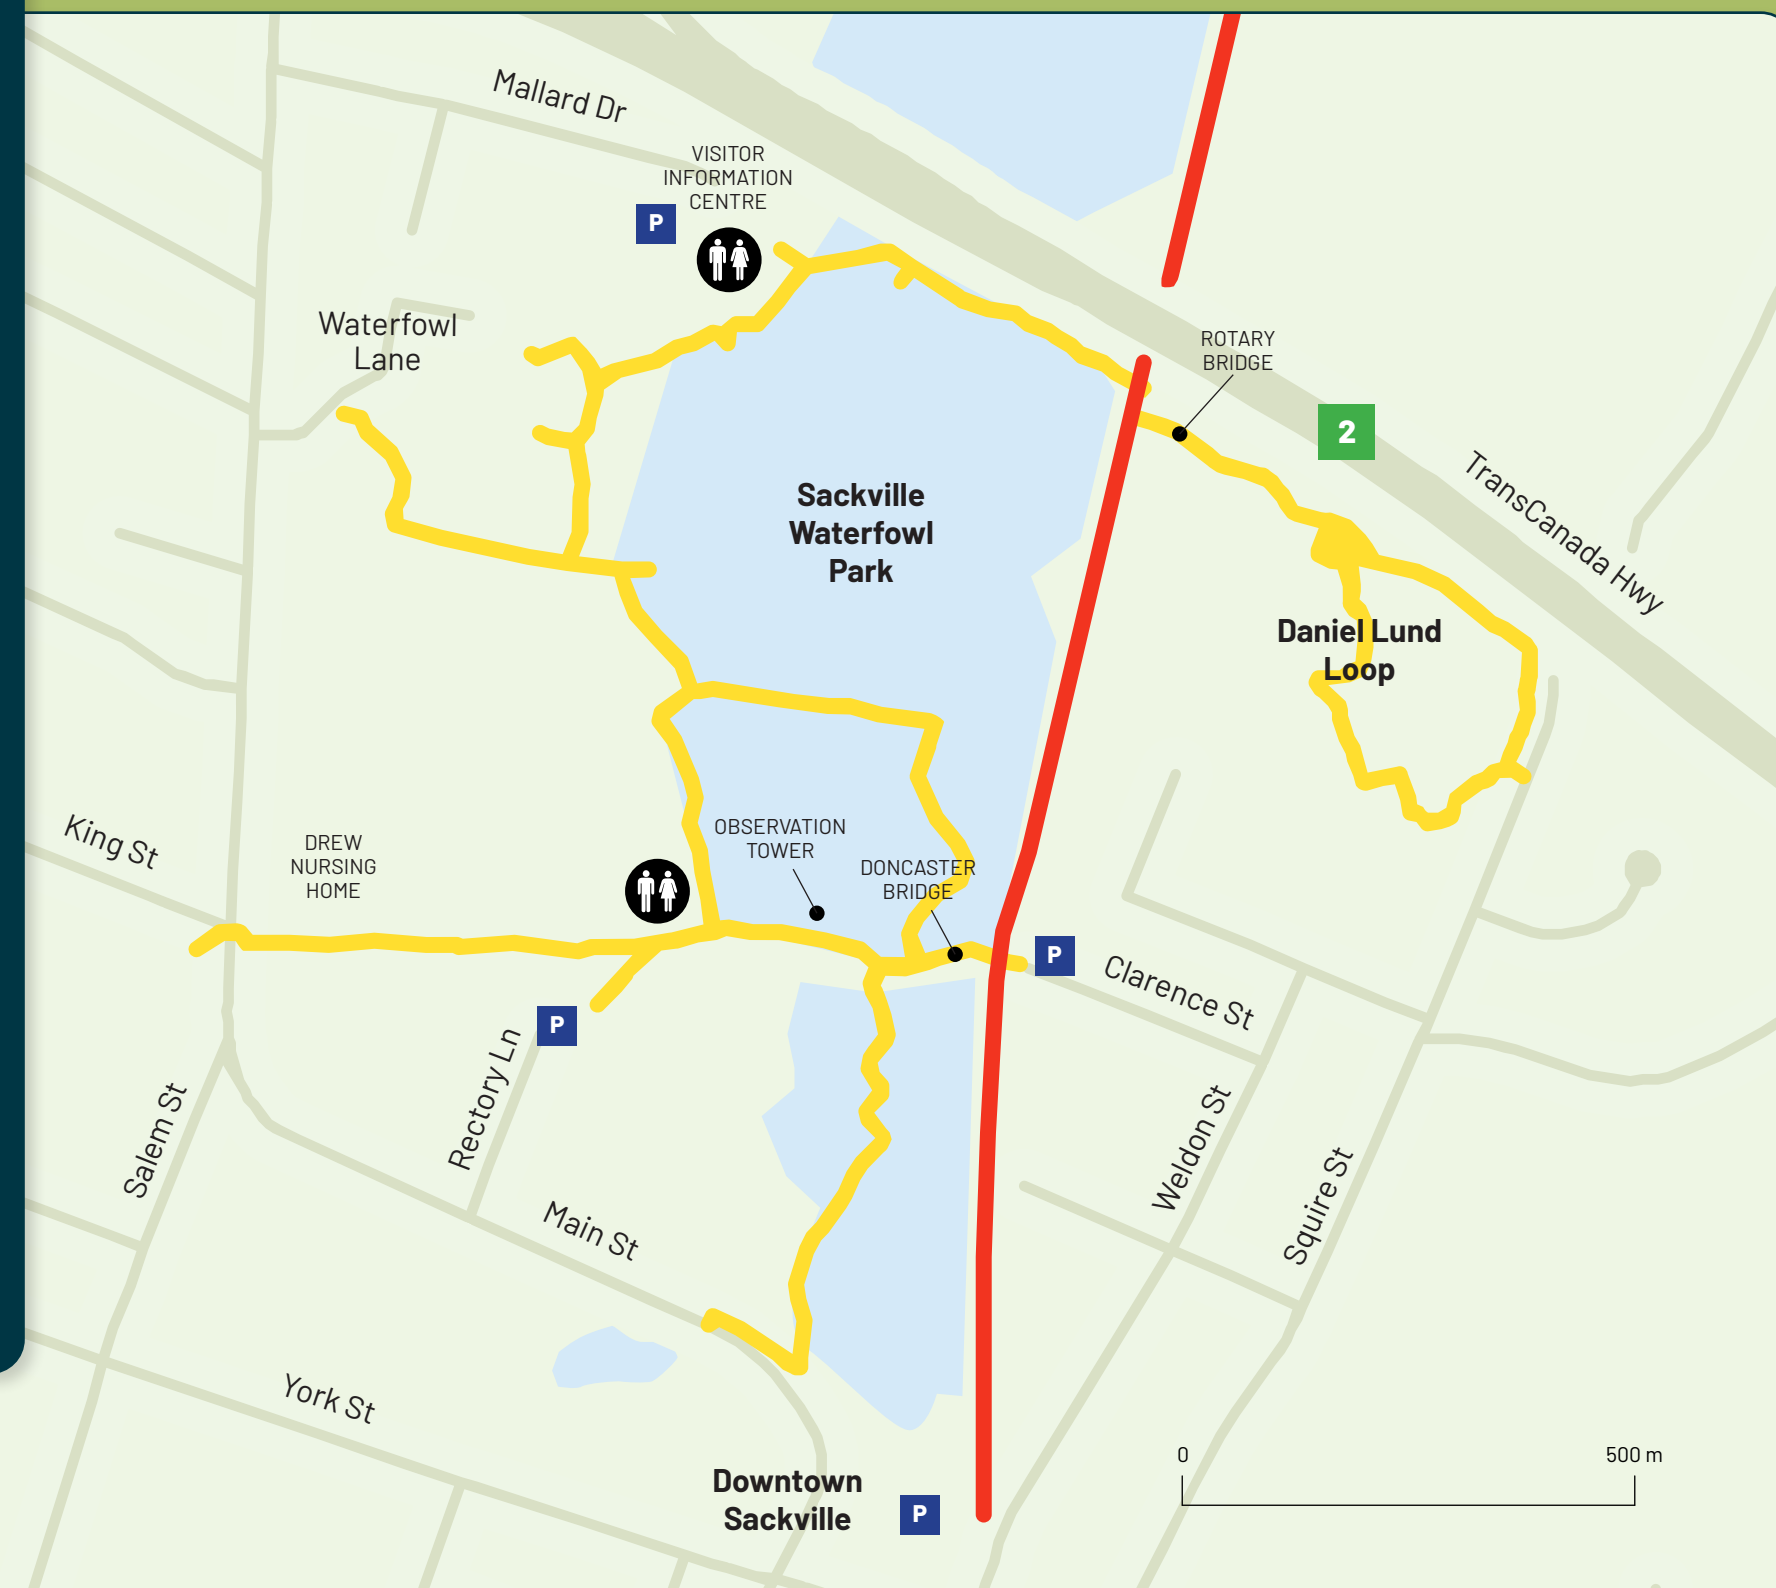 Mallard Dr
VISITOR
INFORMATION
CENTRE
P
Waterfowl
Lane
ROTARY
BRIDGE
2
TransCanada Hwy
Sackville
Waterfowl
Park
Daniel Lund
Loop
King St
DREW
NURSING
HOME
OBSERVATION
TOWER
DONCASTER
BRIDGE
P
Clarence St
P
Rectory Ln
Salem St
Weldon St
Squire St
Main St
York St
0
500 m
Downtown
Sackville
P